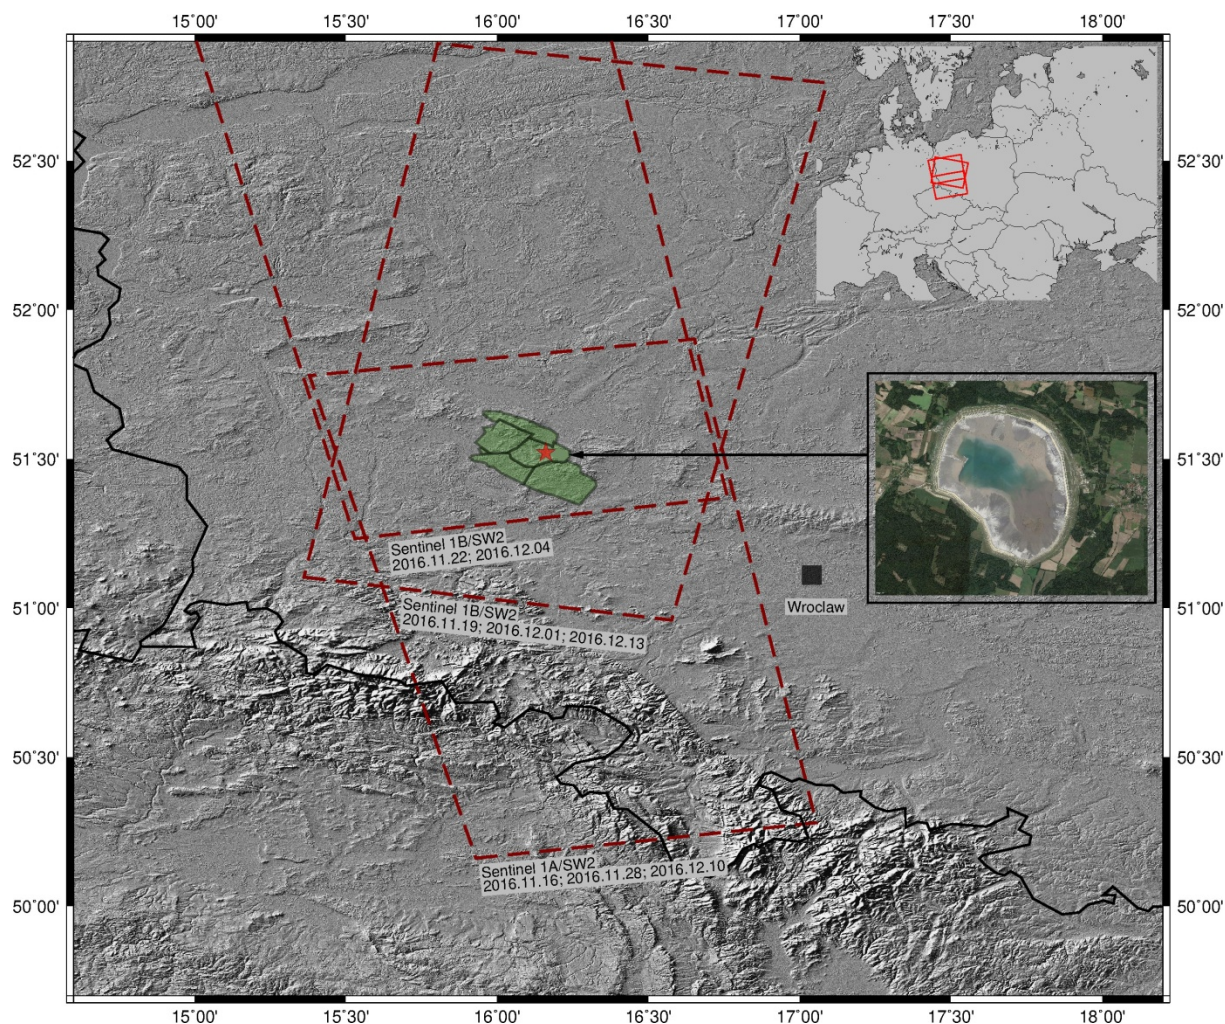 15°00' 15°30' 16°00' 16°30' 17°00' 17°30' 18°00'
52°30' 52°30'
52°00' 52°00'
51°30' 51°30'
Sentinel 1B/SW2
2016.11.22; 2016.12.04
51°00' 51°00'
Wroclaw
Sentinel 1B/SW2
2016.11.19; 2016.12.01; 2016.12.13
50°30' 50°30'
Sentinel 1A/SW2
2016.11.16; 2016.11.28; 2016.12.10
50°00' 50°00'
15°00' 15°30' 16°00' 16°30' 17°00' 17°30' 18°00'